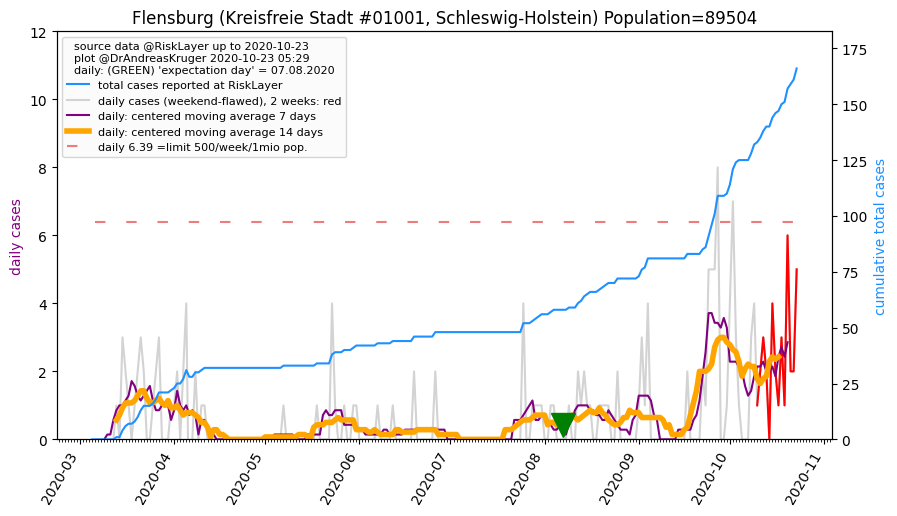 Flensburg (Kreisfreie Stadt #01001, Schleswig-Holstein) Population=89504
source data @RiskLayer up to 2020-10-23
plot @DrAndreasKruger 2020-10-23 05:29
daily: (GREEN) 'expectation day' = 07.08.2020
total cases reported at RiskLayer
daily cases (weekend-flawed), 2 weeks: red
daily: centered moving average 7 days
daily: centered moving average 14 days
daily 6.39 =limit 500/week/1mio pop.
daily cases
12
10
8
6
4
2
0
cumulative total cases
175
150
125
100
75
50
25
0
2020-03
2020-04
2020-05
2020-06
2020-07
2020-08
2020-09
2020-10
2020-11